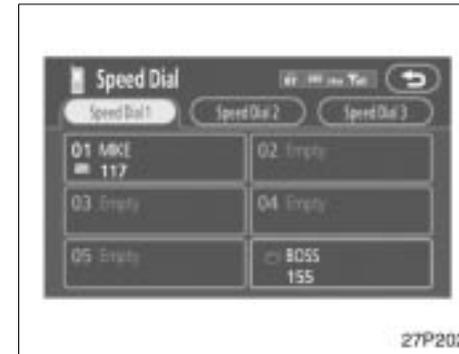 Speed Dial
Speed Dial 1 Speed Dial 2 Speed Dial 3
01 MIKE 02 Empty
117
03 Empty 04 Empty
05 Empty BOSS
155
27P202